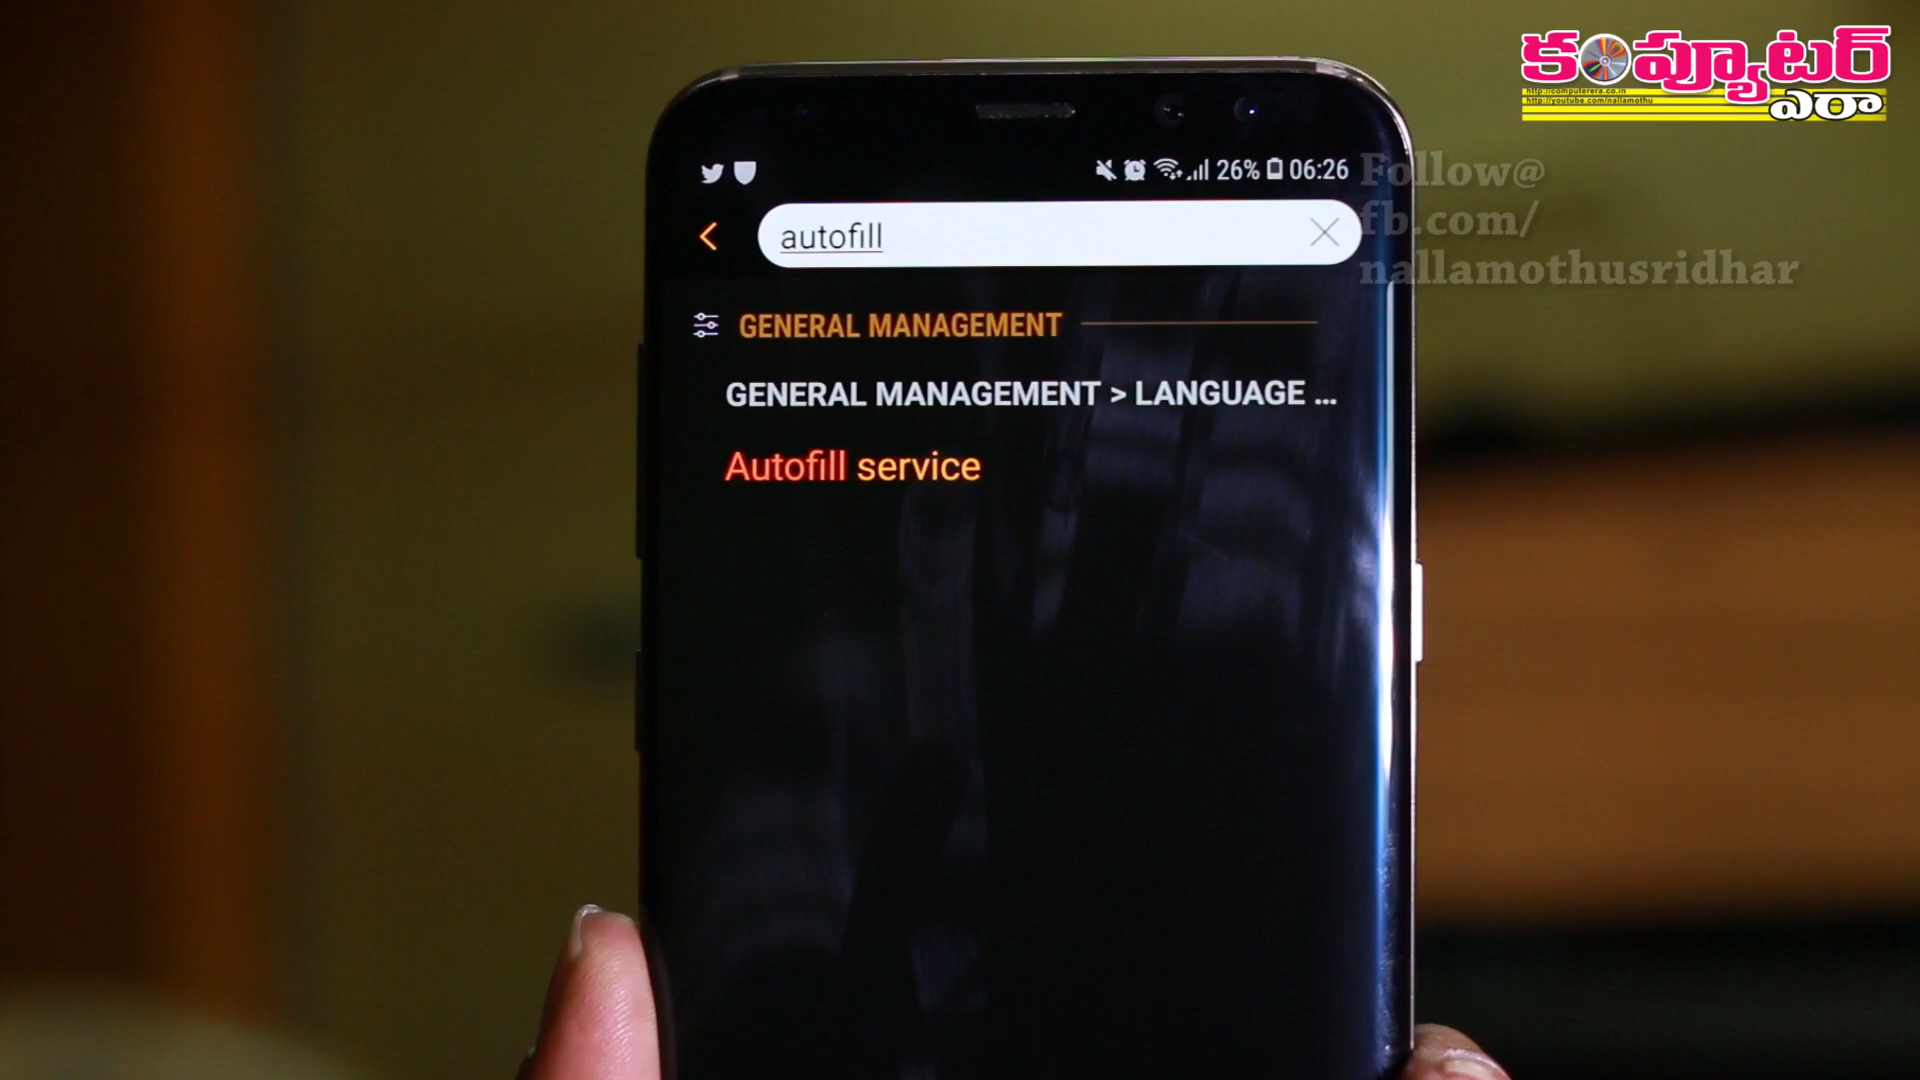 కంప్యూటర్
http://computerera.co.in
http://youtube.com/nallamothu
ఎరా
26% 06:26
Follow@
fb.com/
nallamothusridhar
autofill
GENERAL MANAGEMENT
GENERAL MANAGEMENT > LANGUAGE ...
Autofill service